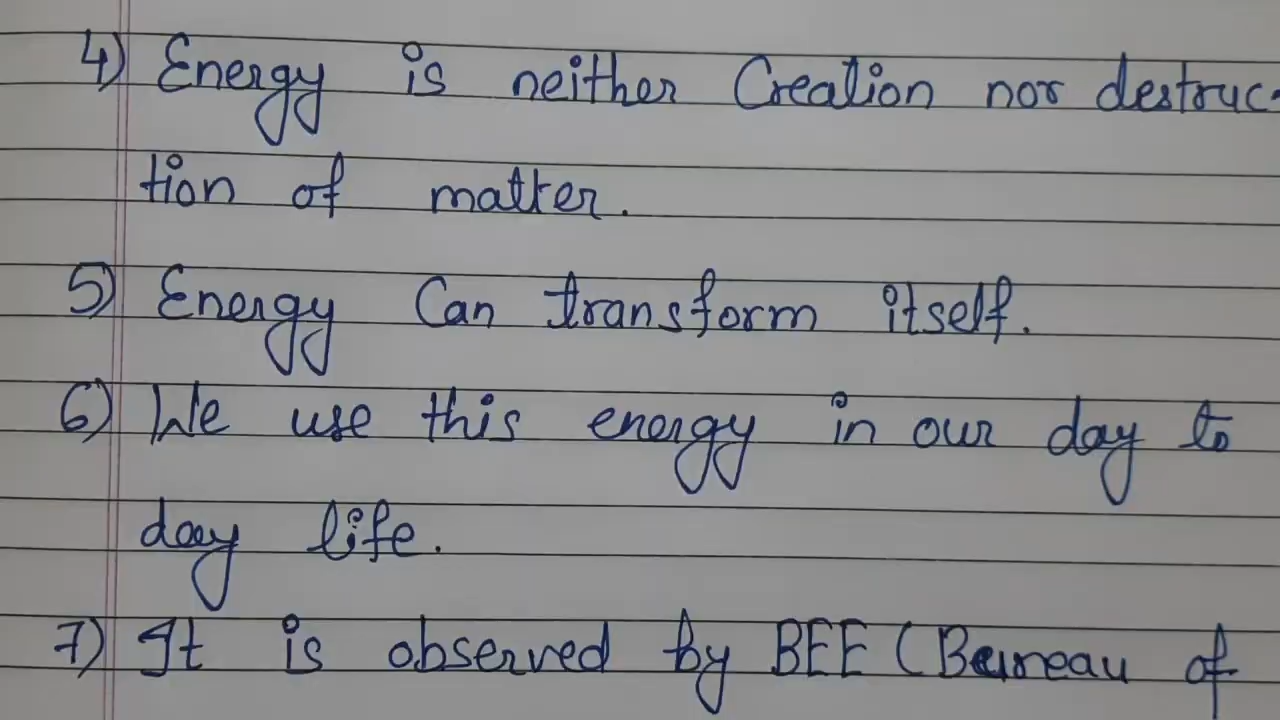 4) Energy is neither Creation nor destruc-
tion of matter.
5) Energy Can transform itself.
6) We use this energy in our day to
day life.
7) It is observed by BEE (Beureau of